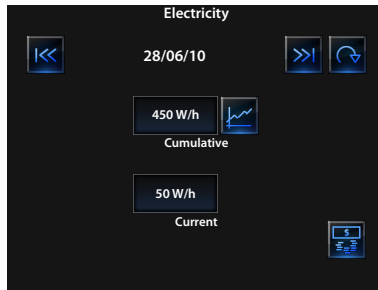 Electricity
28/06/10
450 W/h
Cumulative
50 W/h
Current